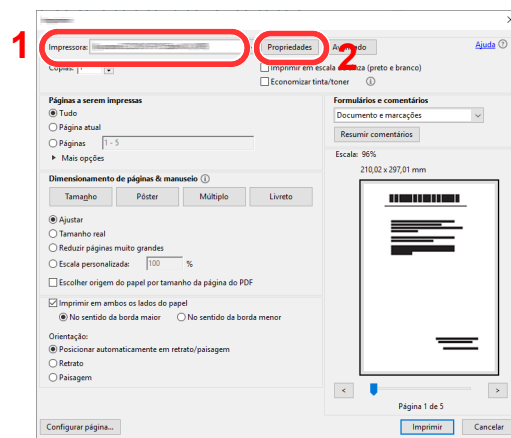 1
Impressora:
Propriedades
Avançado
2
Ajuda
Cópias: 1
Imprimir em escala de cinza (preto e branco)
Economizar tinta/toner
Páginas a serem impressas
Tudo
Página atual
Páginas 1 - 5
Mais opções
Formulários e comentários
Documento e marcações
Resumir comentários
Escala: 96%
210,02 x 297,01 mm
Dimensionamento de páginas & manuseio
Tamanho Pôster Múltiplo Livreto
Ajustar
Tamanho real
Reduzir páginas muito grandes
Escala personalizada: 100 %
Escolher origem do papel por tamanho da página do PDF
Imprimir em ambos os lados do papel
No sentido da borda maior No sentido da borda menor
Orientação:
Posicionar automaticamente em retrato/paisagem
Retrato
Paisagem
< >
Página 1 de 5
Configurar página...
Imprimir Cancelar